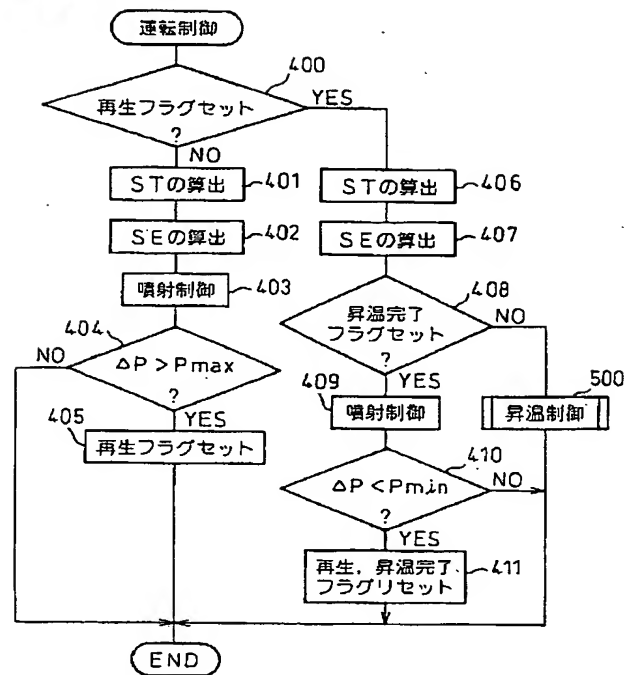 運転制御
400
再生フラグセット
?
YES
NO
STの算出
401
SEの算出
402
噴射制御
403
404
NO
ΔP>Pmax
?
YES
405
再生フラグセット
STの算出
406
SEの算出
407
408
昇温完了
フラグセット
?
NO
YES
409
噴射制御
500
昇温制御
410
ΔP<Pmin
?
NO
YES
再生,昇温完了
フラグリセット
411
END